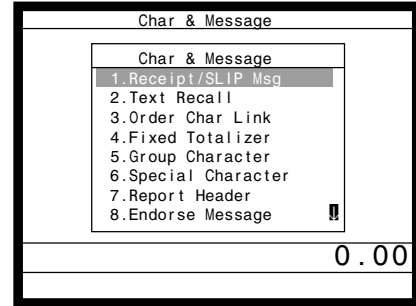 Char & Message
Char & Message
1.Receipt/SLIP Msg
2.Text Recall
3.Order Char Link
4.Fixed Totalizer
5.Group Character
6.Special Character
7.Report Header
8.Endorse Message
0.00